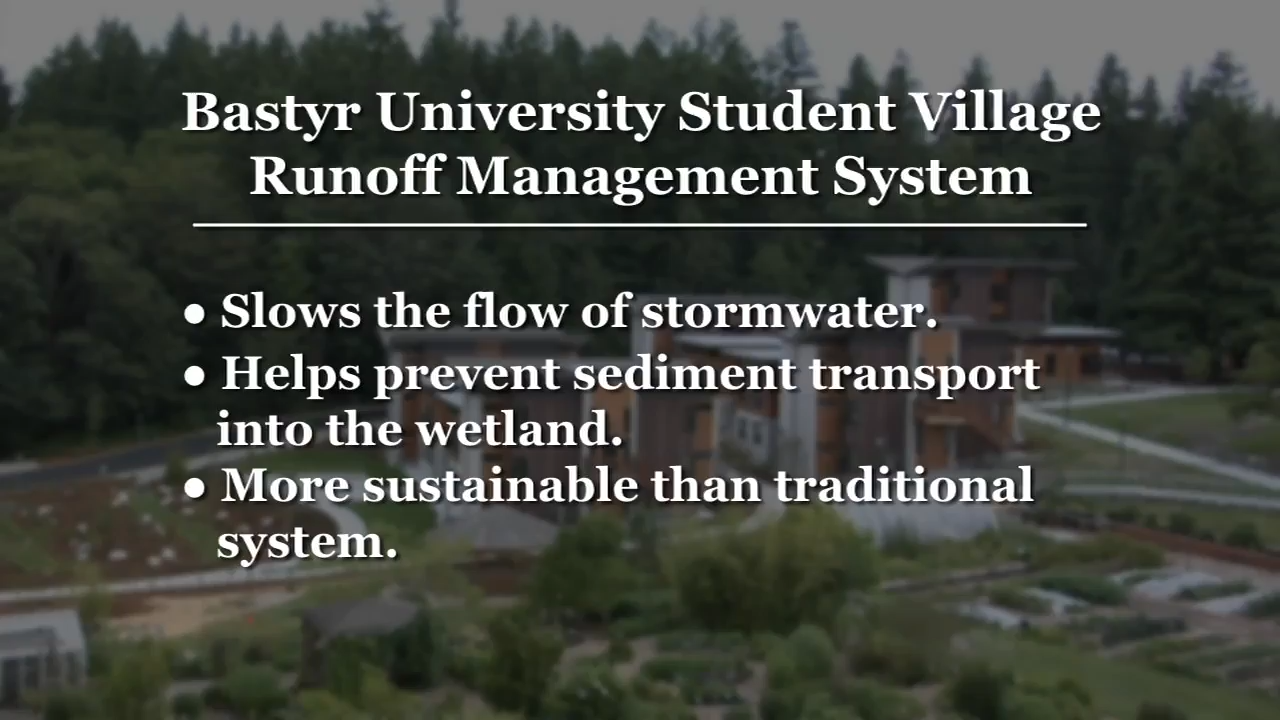 Bastyr University Student Village
Runoff Management System
● Slows the flow of stormwater.
● Helps prevent sediment transport
into the wetland.
● More sustainable than traditional
system.